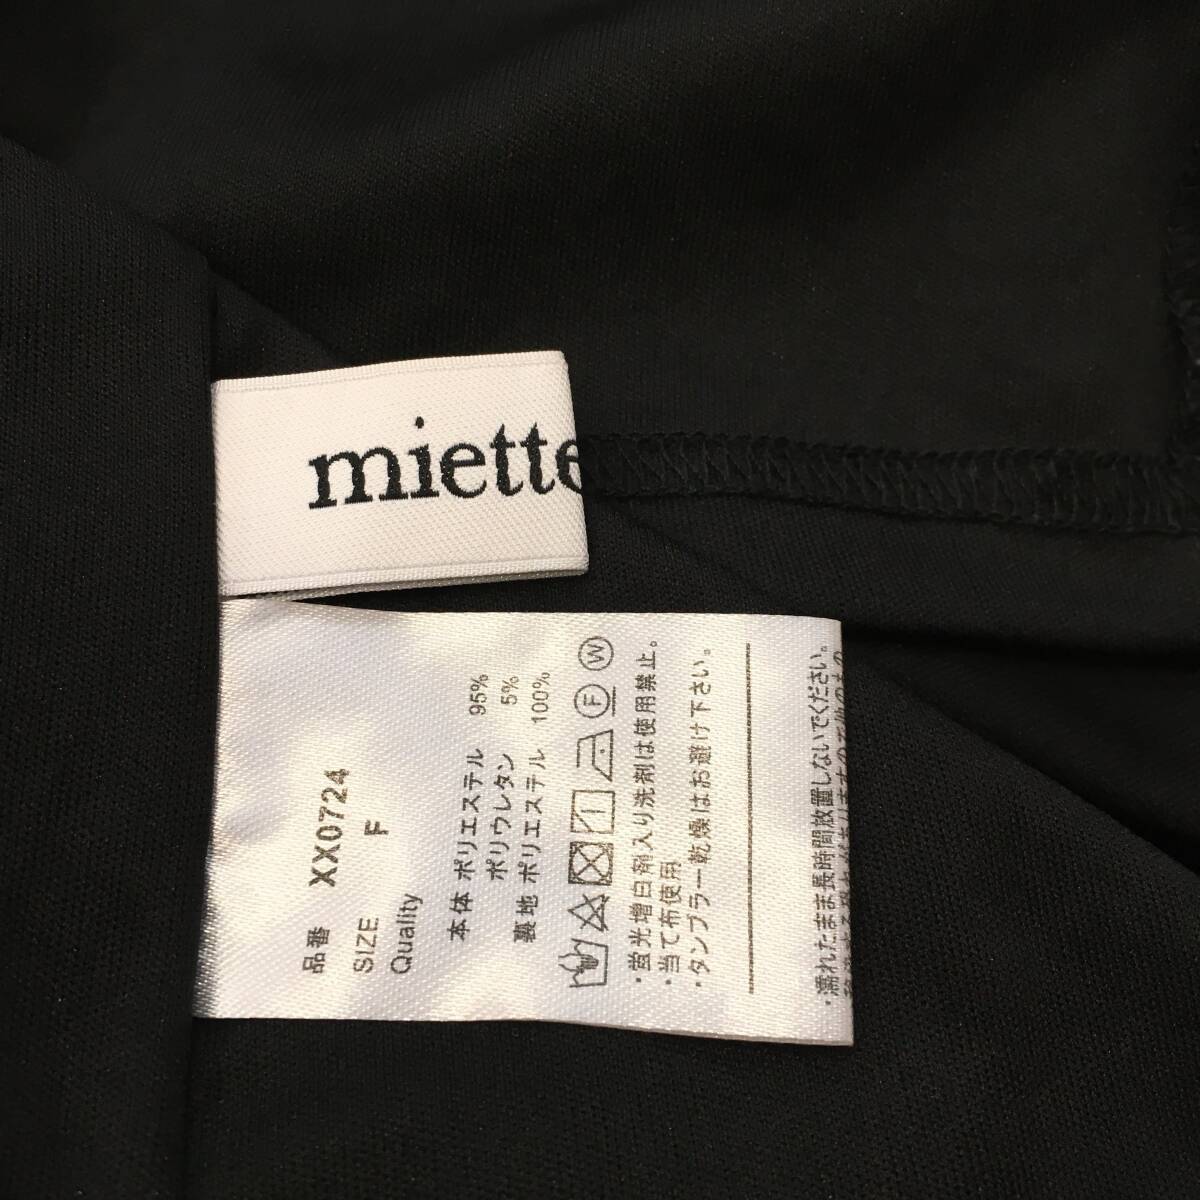 miette
品番 XX0724
SIZE F
Quality
本体 ポリエステル 95%
ポリウレタン 5%
裏地 ポリエステル 100%
F W
・蛍光増白剤入り洗剤は使用禁止。
・当て布使用
・タンブラー乾燥はお避け下さい。
・濡れたまま長時間放置しないでください。